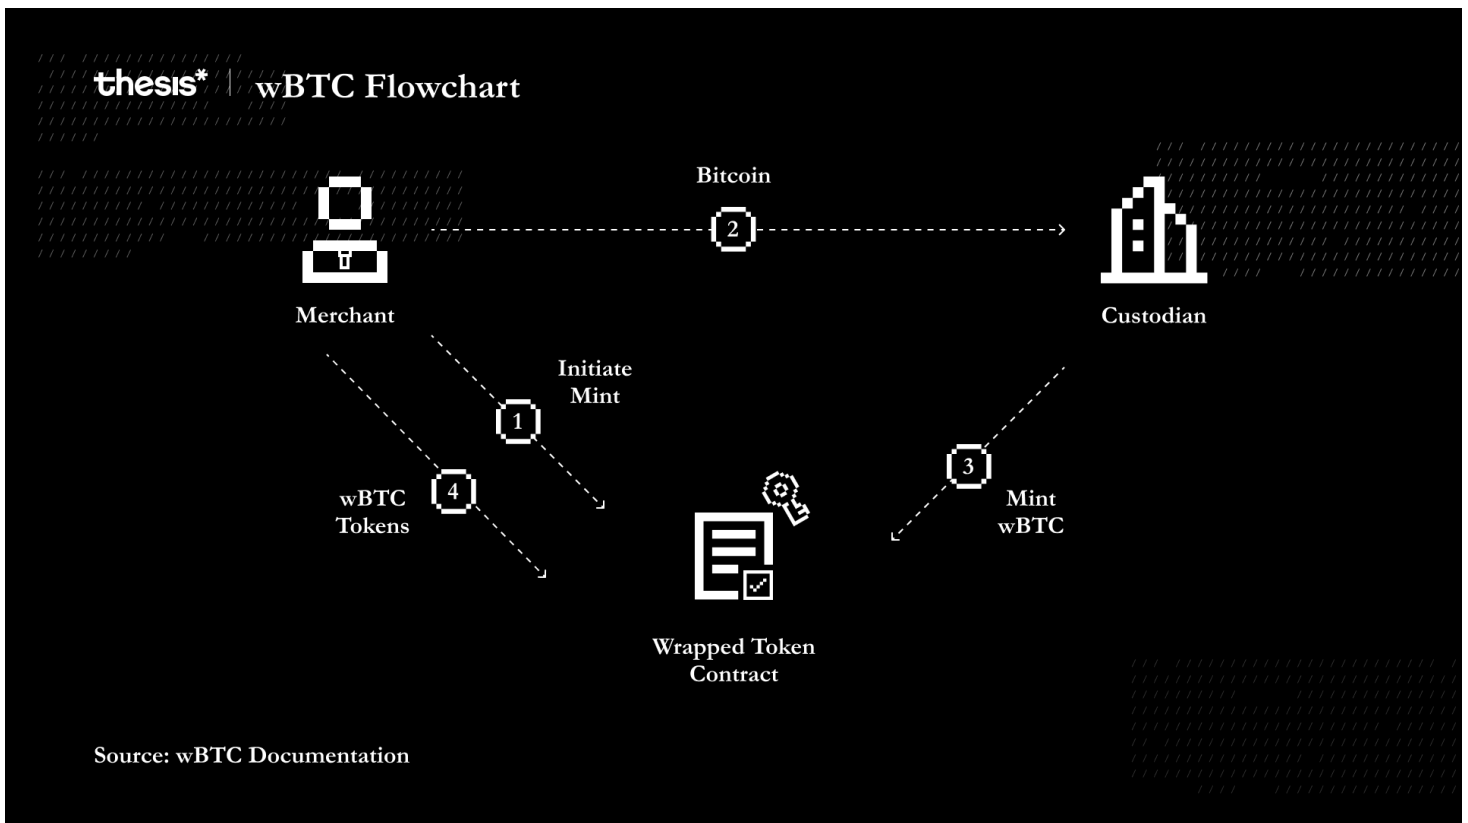 thesis* | wBTC Flowchart
Bitcoin
2
Merchant
Custodian
Initiate
Mint
1
3
wBTC
Tokens
4
Mint
wBTC
Wrapped Token
Contract
Source: wBTC Documentation